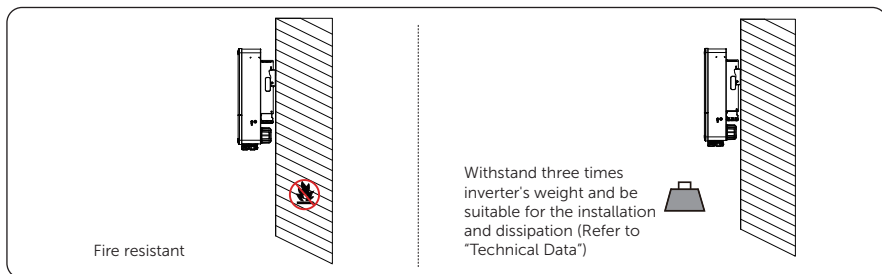 Fire resistant
Withstand three times
inverter's weight and be
suitable for the installation
and dissipation (Refer to
"Technical Data")